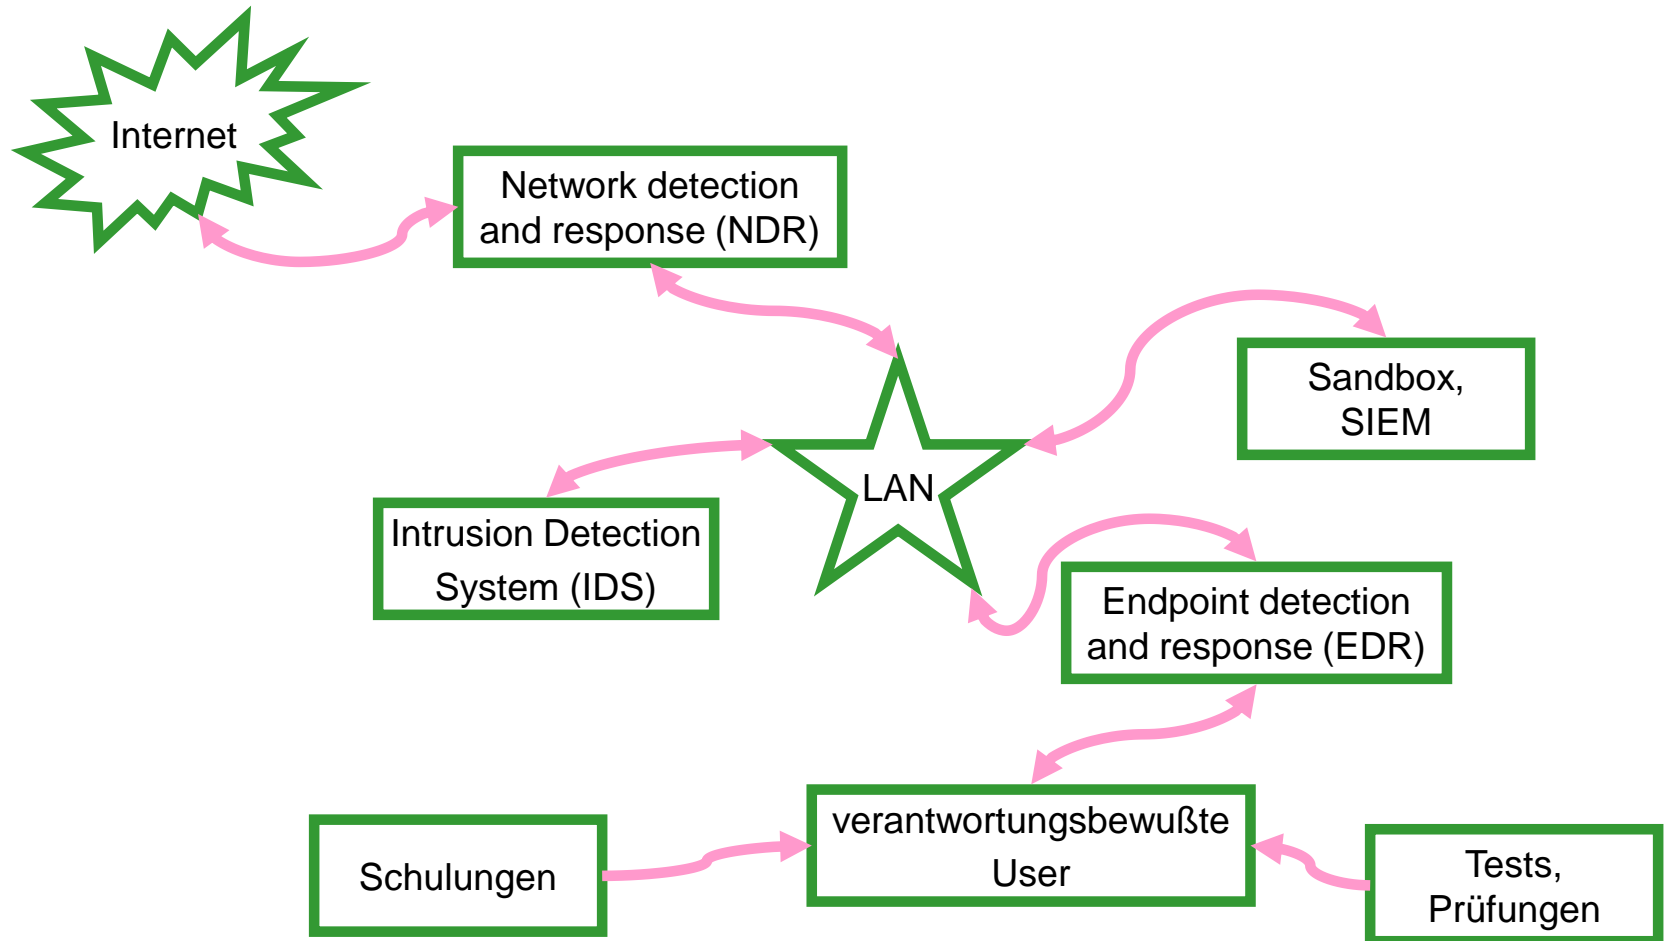 Internet
Network detection
and response (NDR)
Sandbox,
SIEM
LAN
Intrusion Detection
System (IDS)
Endpoint detection
and response (EDR)
verantwortungsbewußte
User
Schulungen
Tests,
Prüfungen